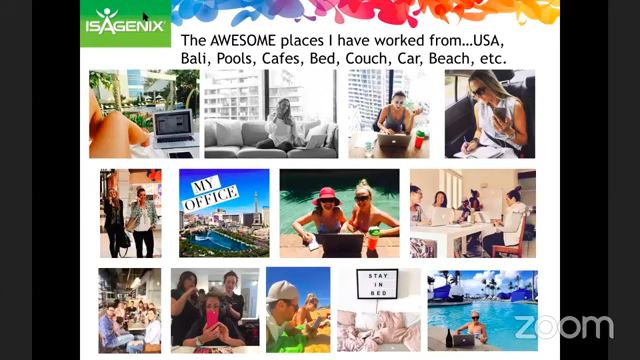 ISAGENIX
The AWESOME places I have worked from...USA,
Bali, Pools, Cafes, Bed, Couch, Car, Beach, etc.
MY
OFFICE
STAY
IN
BED
zoom